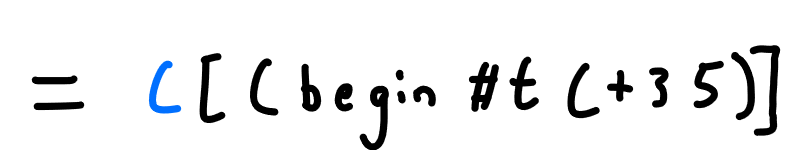 = C[(begin #t (+ 3 5)]